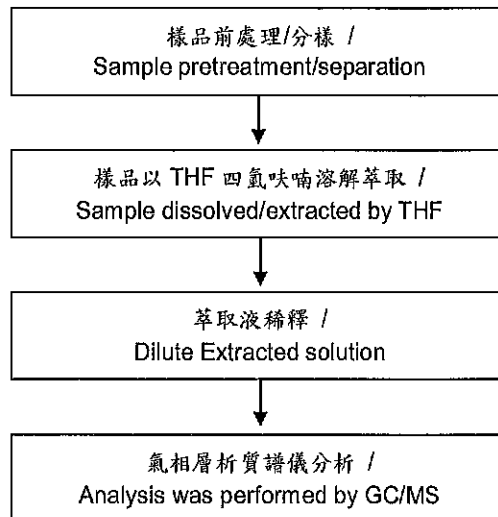 樣品前處理/分樣 /
Sample pretreatment/separation
樣品以 THF 四氫呋喃溶解萃取 /
Sample dissolved/extracted by THF
萃取液稀釋 /
Dilute Extracted solution
氣相層析質譜儀分析 /
Analysis was performed by GC/MS